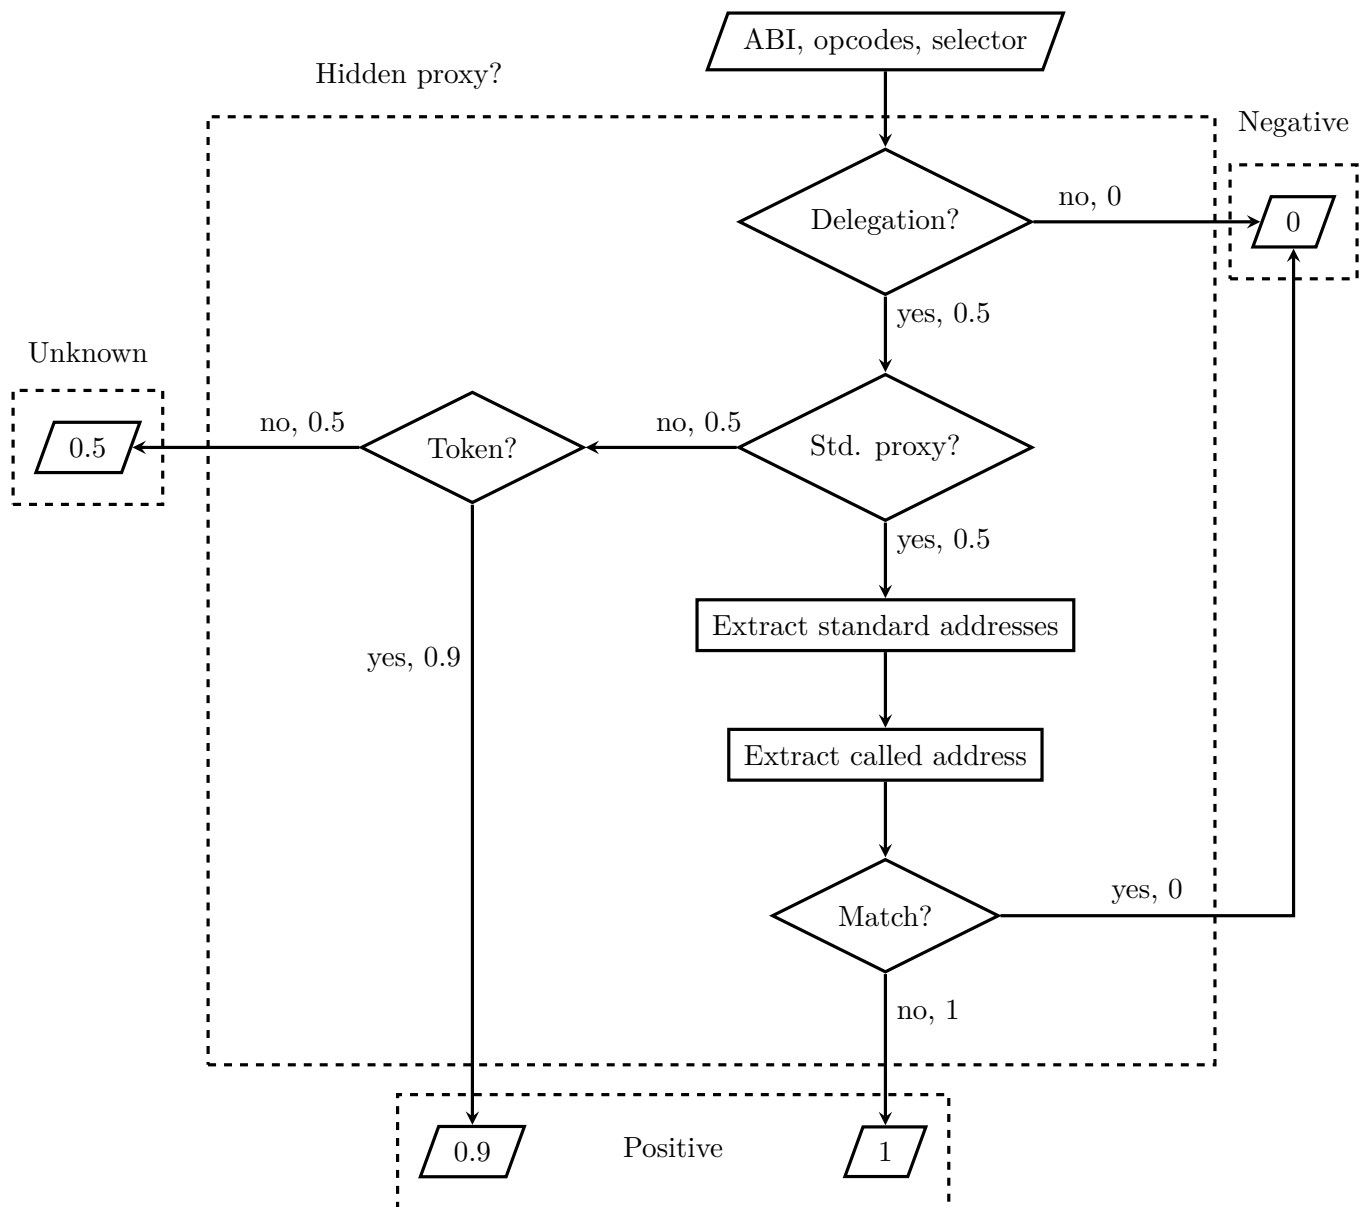 ABI, opcodes, selector
Hidden proxy?
Negative
Delegation?
no, 0
0
yes, 0.5
Unknown
0.5
no, 0.5
Token?
no, 0.5
Std. proxy?
yes, 0.5
Extract standard addresses
yes, 0.9
Extract called address
Match?
yes, 0
no, 1
0.9
Positive
1